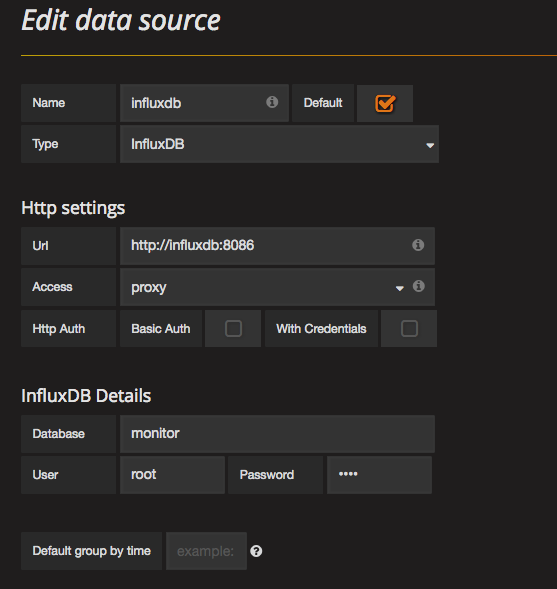 Edit data source
Name influxdb Default
Type InfluxDB
Http settings
Url http://influxdb:8086
Access proxy
Http Auth Basic Auth With Credentials
InfluxDB Details
Database monitor
User root Password ••••
Default group by time example: